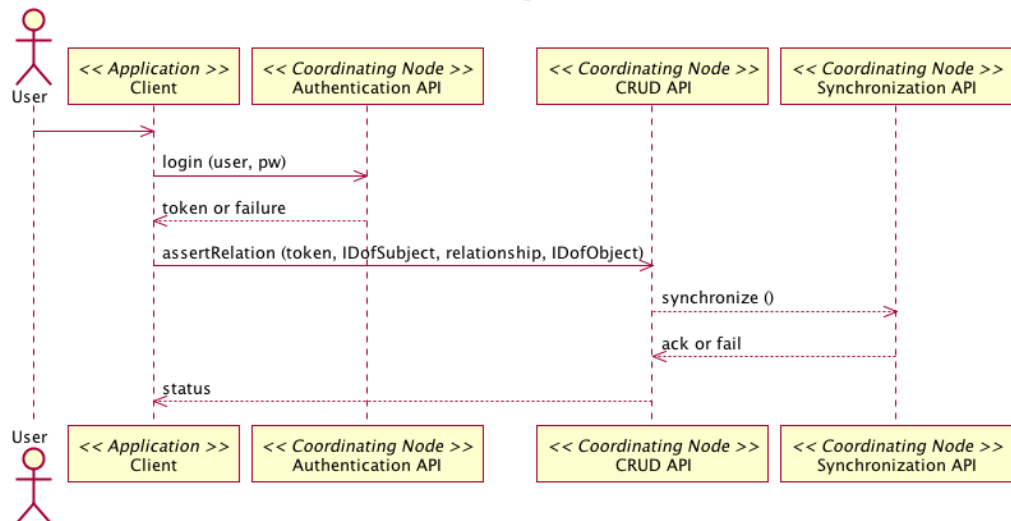 User
<< Application >>
Client
<< Coordinating Node >>
Authentication API
<< Coordinating Node >>
CRUD API
<< Coordinating Node >>
Synchronization API
login (user, pw)
token or failure
assertRelation (token, IDofSubject, relationship, IDofObject)
synchronize ()
ack or fail
status
User
<< Application >>
Client
<< Coordinating Node >>
Authentication API
<< Coordinating Node >>
CRUD API
<< Coordinating Node >>
Synchronization API